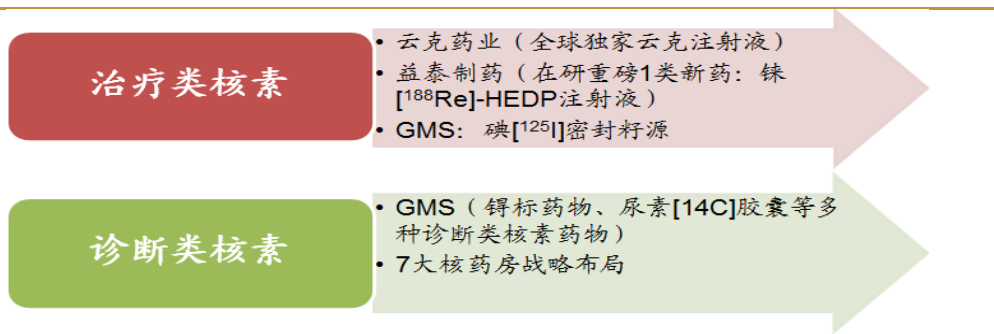 治疗类核素
• 云克药业（全球独家云克注射液）
• 益泰制药（在研重磅1类新药：铼
[¹⁸⁸Re]-HEDP注射液）
• GMS：碘[¹²⁵I]密封籽源
诊断类核素
• GMS（锝标药物、尿素[14C]胶囊等多
种诊断类核素药物）
• 7大核药房战略布局